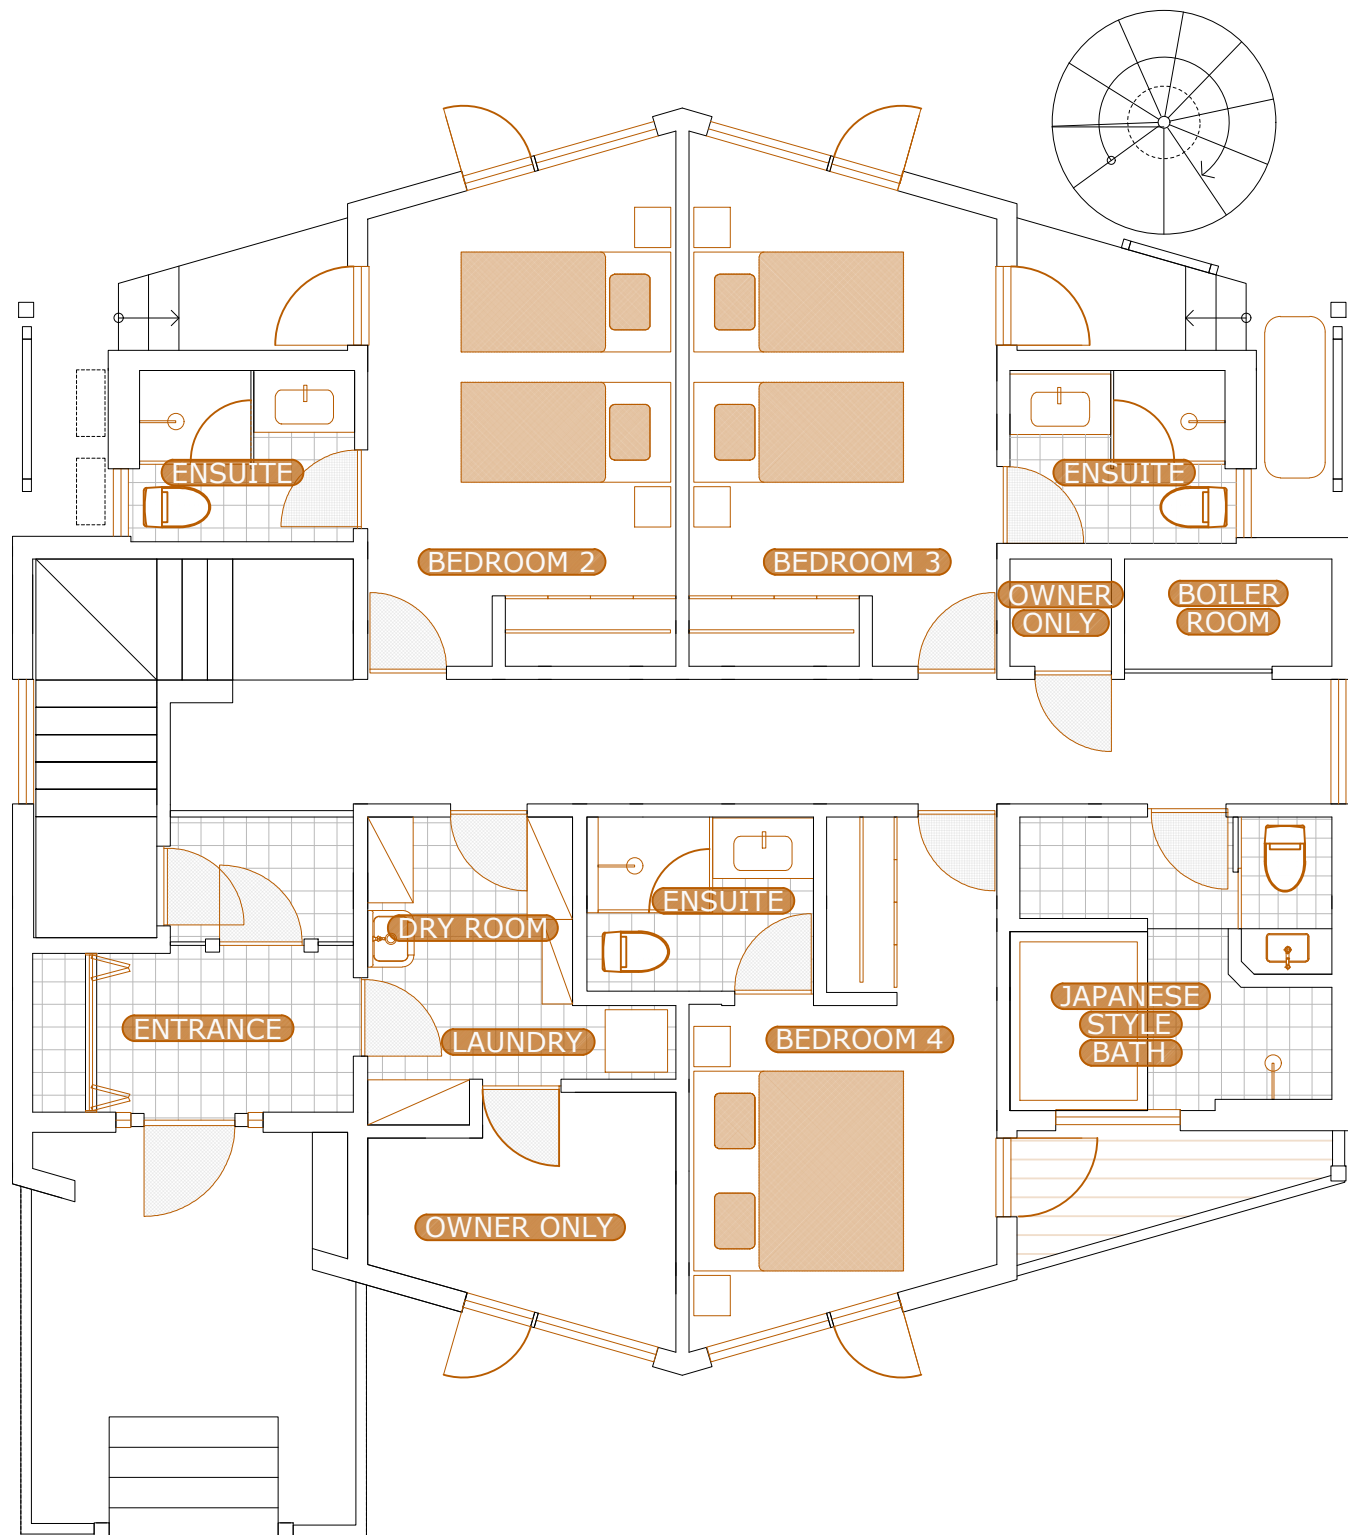 ENSUITE
ENSUITE
BEDROOM 2
BEDROOM 3
OWNER
ONLY
BOILER
ROOM
ENSUITE
DRY ROOM
JAPANESE
STYLE
BATH
ENTRANCE
LAUNDRY
BEDROOM 4
OWNER ONLY